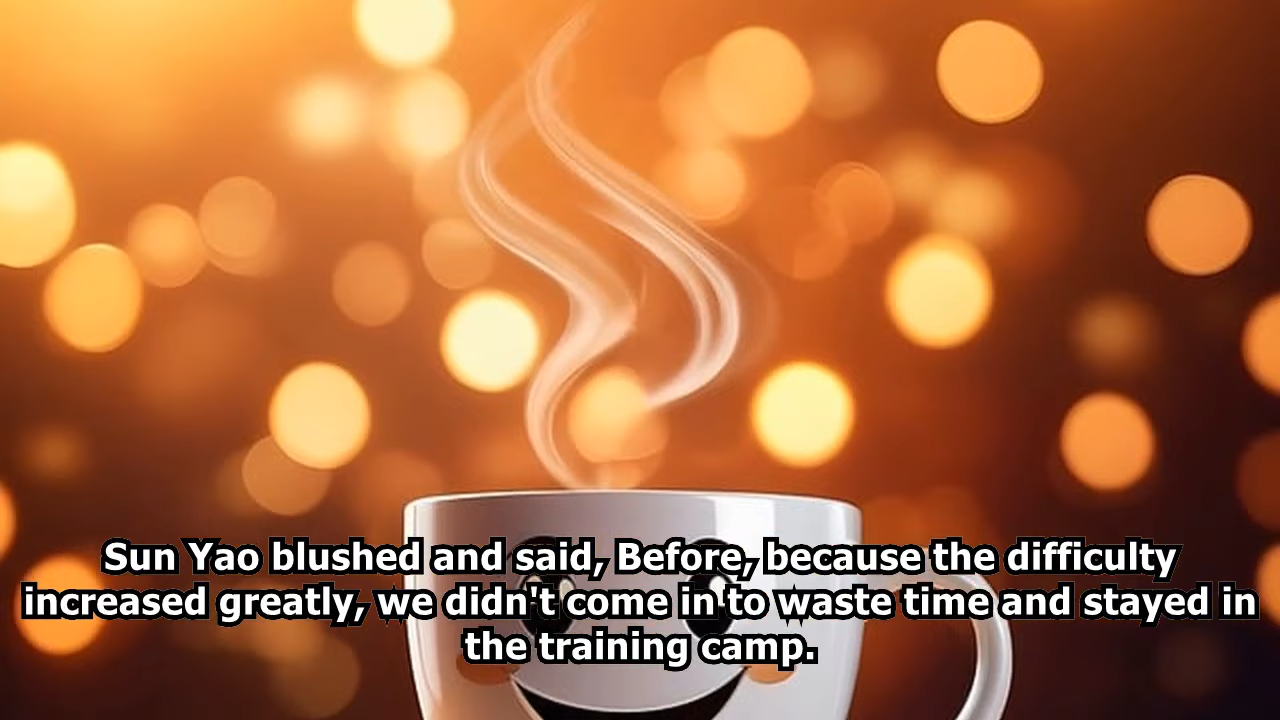 Sun Yao blushed and said, Before, because the difficulty
increased greatly, we didn't come in to waste time and stayed in
the training camp.